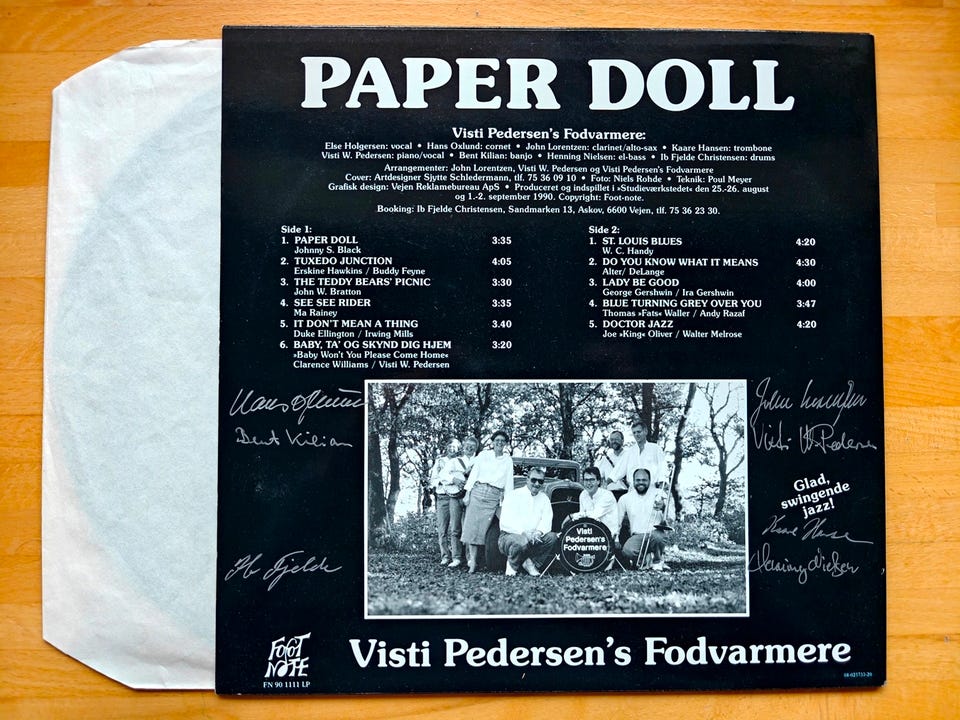 PAPER DOLL
Visti Pedersen's Fodvarmere:
Else Holgersen: vocal • Hans Oxlund: cornet • John Lorentzen: clarinet/alto-sax • Kaare Hansen: trombone
Visti W. Pedersen: piano/vocal • Bent Kilian: banjo • Henning Nielsen: el-bass • Ib Fjelde Christensen: drums
Arrangementer: John Lorentzen, Visti W. Pedersen og Visti Pedersen's Fodvarmere
Cover: Artdesigner Sjytte Schledermann, tlf. 75 36 09 10 • Foto: Niels Rohde • Teknik: Poul Meyer
Grafisk design: Vejen Reklamebureau ApS • Produceret og indspillet i »Studieværkstedet« den 25.-26. august
og 1.-2. september 1990. Copyright: Foot-note.
Booking: Ib Fjelde Christensen, Sandmarken 13, Askov, 6600 Vejen, tlf. 75 36 23 30.
Side 1:
1. PAPER DOLL 3:35
Johnny S. Black
2. TUXEDO JUNCTION 4:05
Erskine Hawkins / Buddy Feyne
3. THE TEDDY BEARS' PICNIC 3:30
John W. Bratton
4. SEE SEE RIDER 3:35
Ma Rainey
5. IT DON'T MEAN A THING 3.40
Duke Ellington / Irwing Mills
6. BABY, TA' OG SKYND DIG HJEM 3:20
»Baby Won't You Please Come Home«
Clarence Williams / Visti W. Pedersen
Side 2:
1. ST. LOUIS BLUES 4:20
W. C. Handy
2. DO YOU KNOW WHAT IT MEANS 4:30
Alter/ DeLange
3. LADY BE GOOD 4:00
George Gershwin / Ira Gershwin
4. BLUE TURNING GREY OVER YOU 3:47
Thomas »Fats« Waller / Andy Razaf
5. DOCTOR JAZZ 4:20
Joe »King« Oliver / Walter Melrose
Hans Oxlund
Bent Kilian
Ib Fjelde
John Lorentzen
Visti W. Pedersen
Glad,
swingende
jazz!
Kaare Hansen
Henning Nielsen
Visti
Pedersen's
Fodvarmere
FOOT
NOTE
FN 90 1111 LP
Visti Pedersen's Fodvarmere